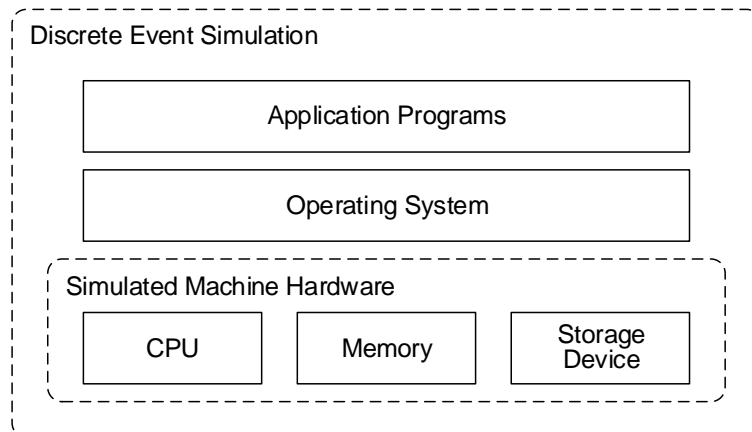 Discrete Event Simulation
Application Programs
Operating System
Simulated Machine Hardware
CPU
Memory
Storage
Device